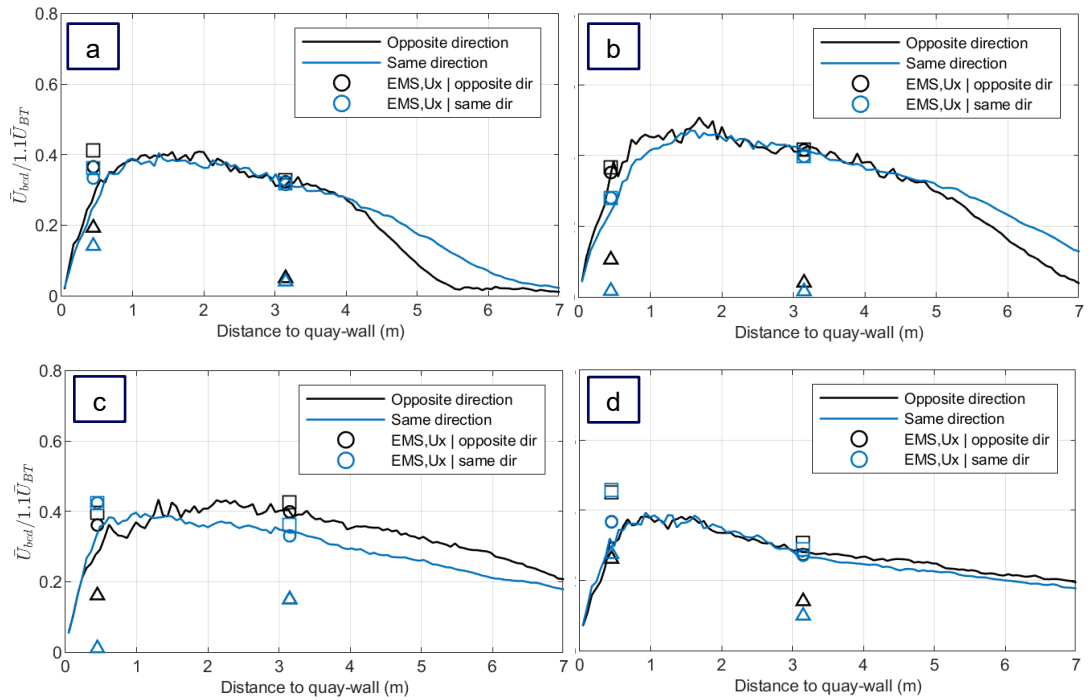 a
Opposite direction
Same direction
EMS,Ux | opposite dir
EMS,Ux | same dir
0.8
0.6
0.4
0.2
0
Ū_bed/1.1Ū_BT
0 1 2 3 4 5 6 7
Distance to quay-wall (m)
b
Opposite direction
Same direction
EMS,Ux | opposite dir
EMS,Ux | same dir
0 1 2 3 4 5 6 7
Distance to quay-wall (m)
c
Opposite direction
Same direction
EMS,Ux | opposite dir
EMS,Ux | same dir
0.8
0.6
0.4
0.2
0
Ū_bed/1.1Ū_BT
0 1 2 3 4 5 6 7
Distance to quay-wall (m)
d
Opposite direction
Same direction
EMS,Ux | opposite dir
EMS,Ux | same dir
0 1 2 3 4 5 6 7
Distance to quay-wall (m)